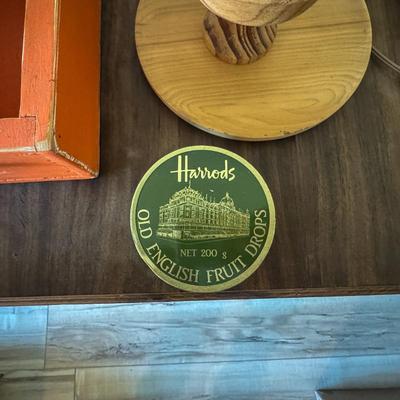 Harrods
NET 200 g
OLD ENGLISH FRUIT DROPS